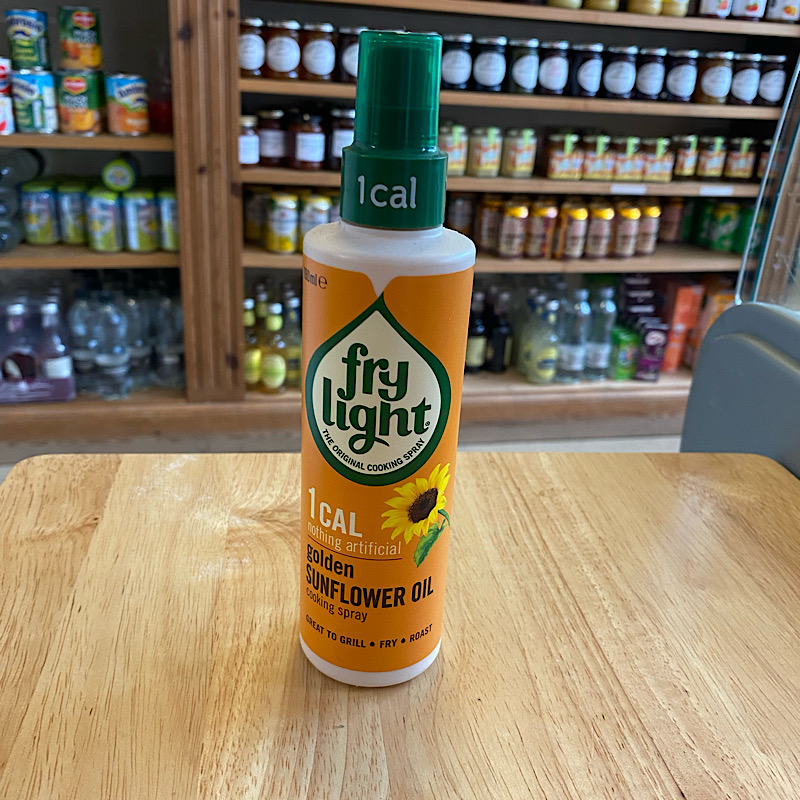 1cal
fry
light®
THE ORIGINAL COOKING SPRAY
1 CAL
nothing artificial
golden
SUNFLOWER OIL
cooking spray
GREAT TO GRILL • FRY • ROAST